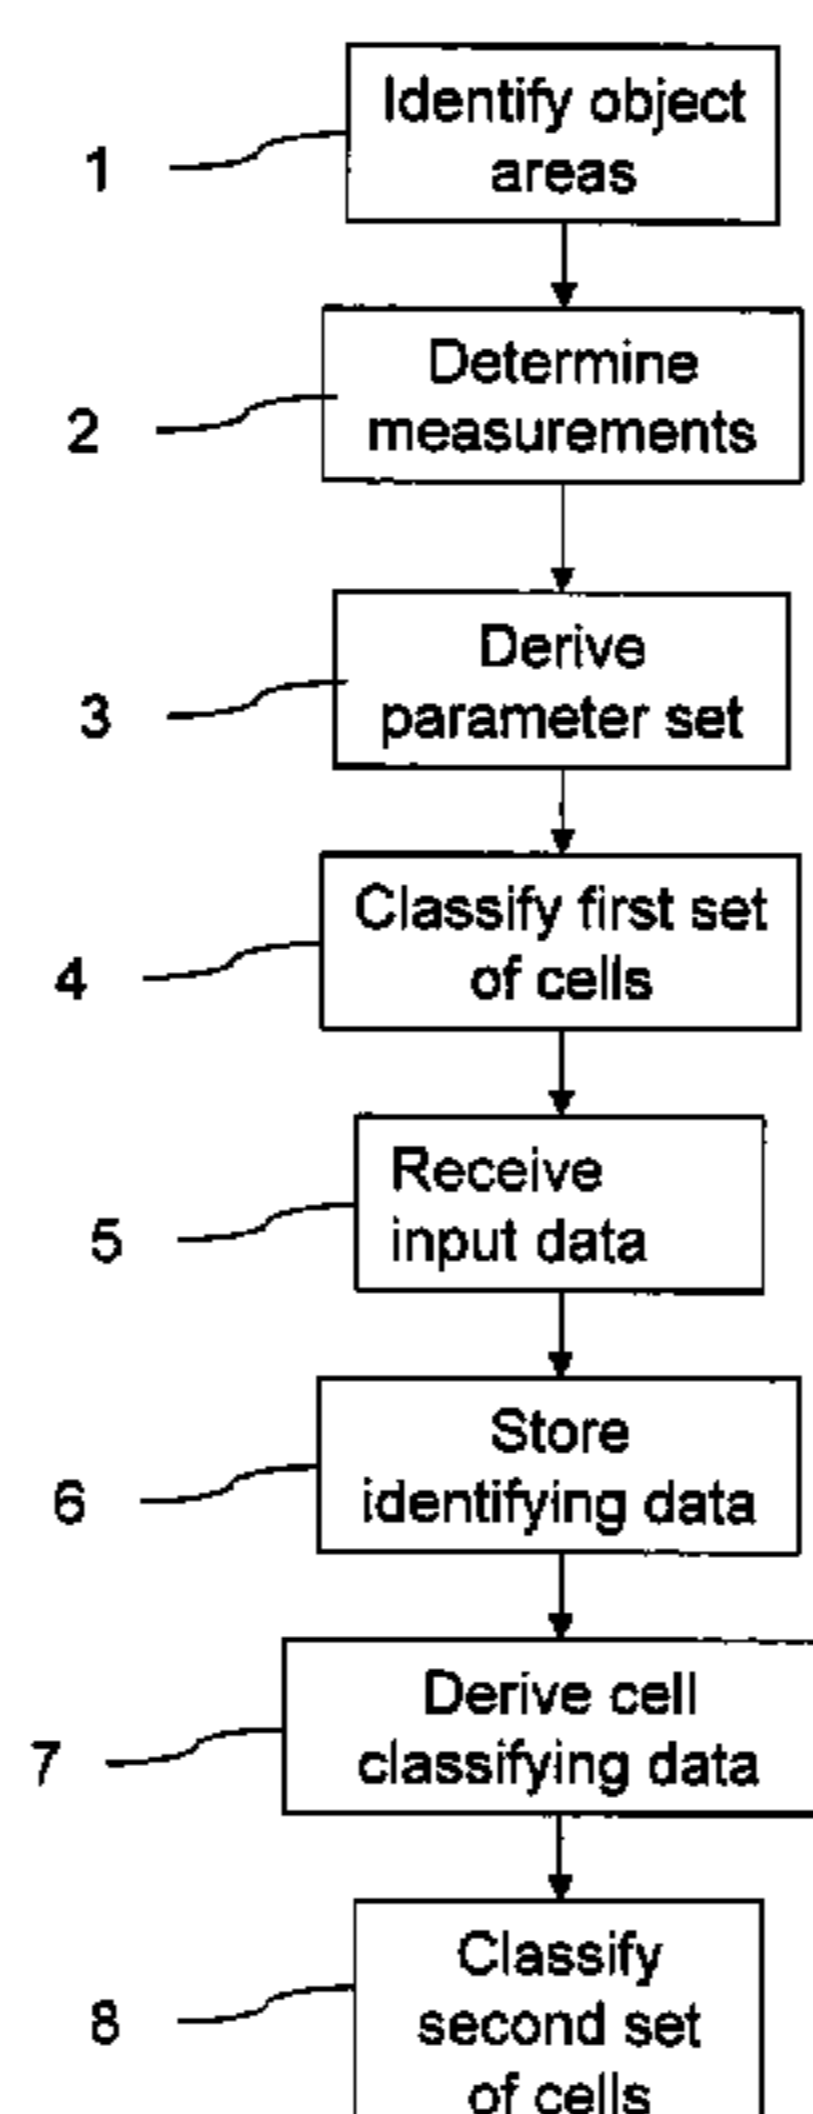 Identify object
areas
1
Determine
measurements
2
Derive
parameter set
3
Classify first set
of cells
4
Receive
input data
5
Store
identifying data
6
Derive cell
classifying data
7
Classify
second set
of cells
8